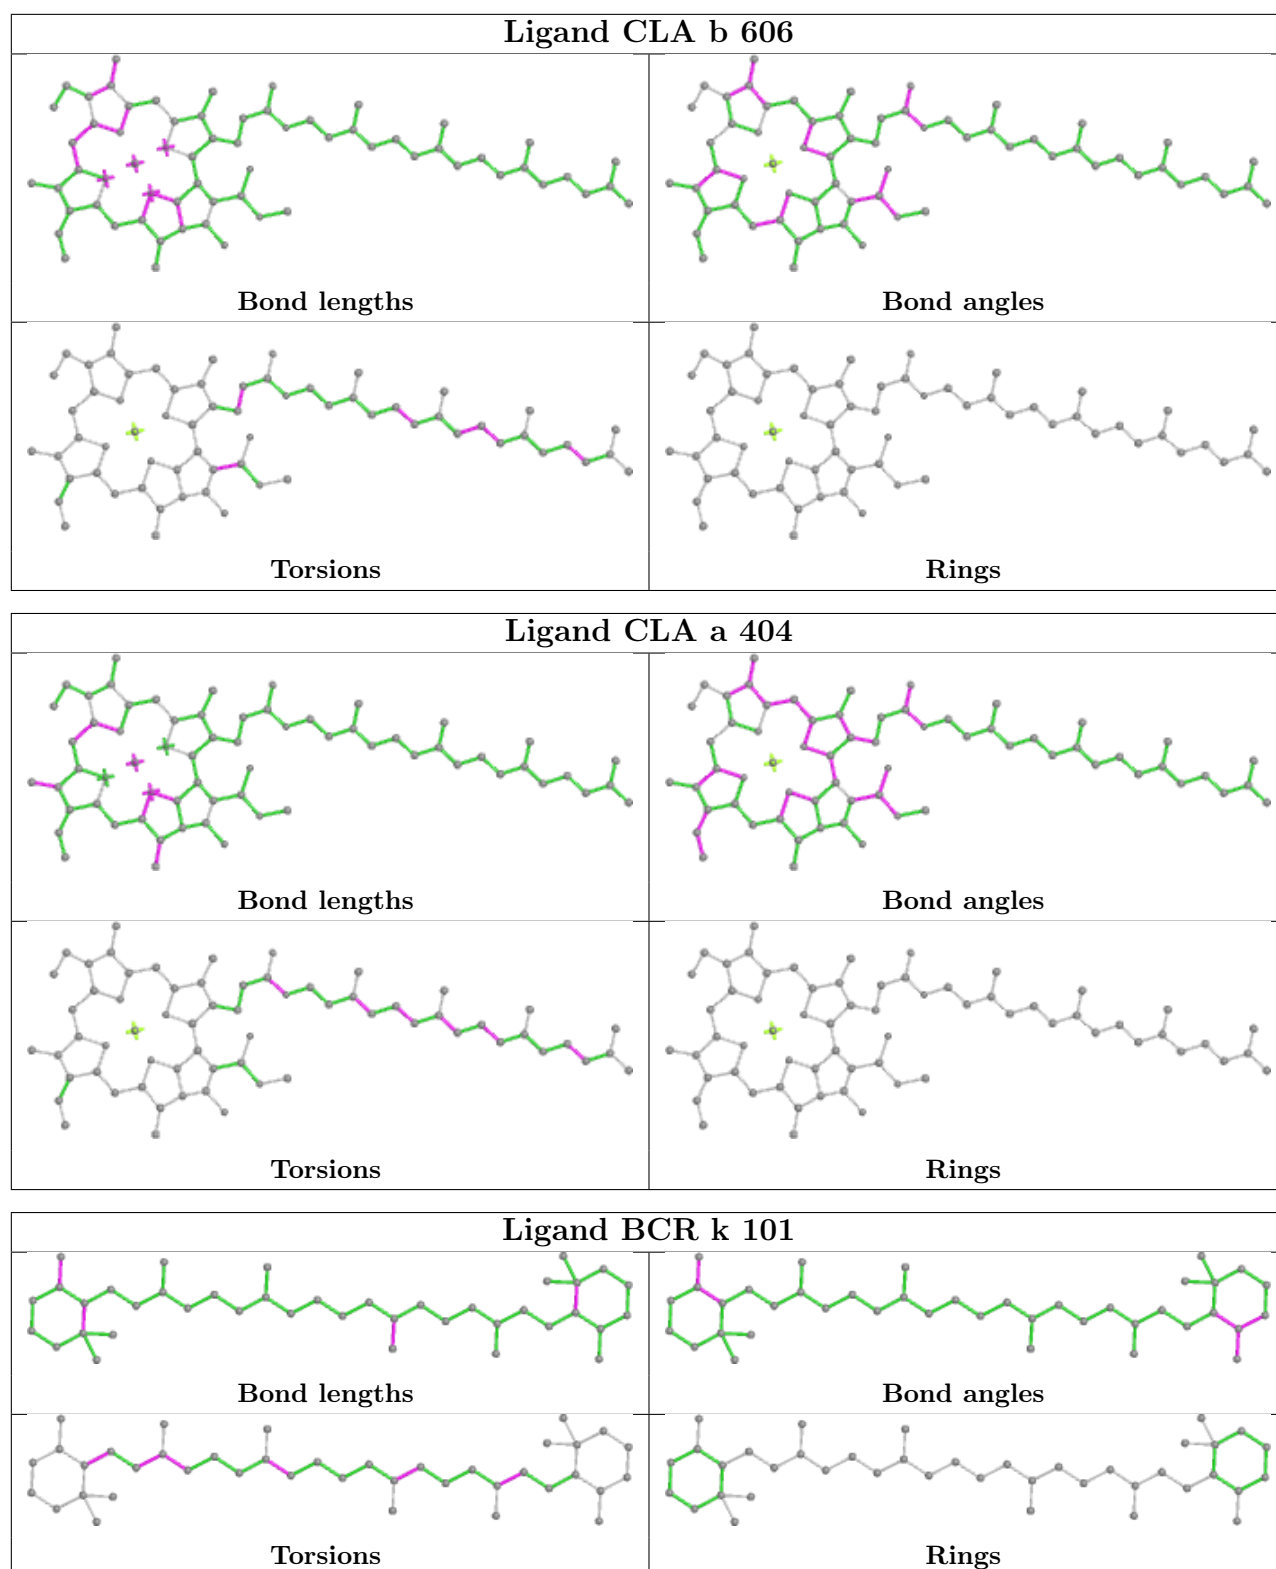 Ligand CLA b 606
Bond lengths
Bond angles
Torsions
Rings
Ligand CLA a 404
Bond lengths
Bond angles
Torsions
Rings
Ligand BCR k 101
Bond lengths
Bond angles
Torsions
Rings